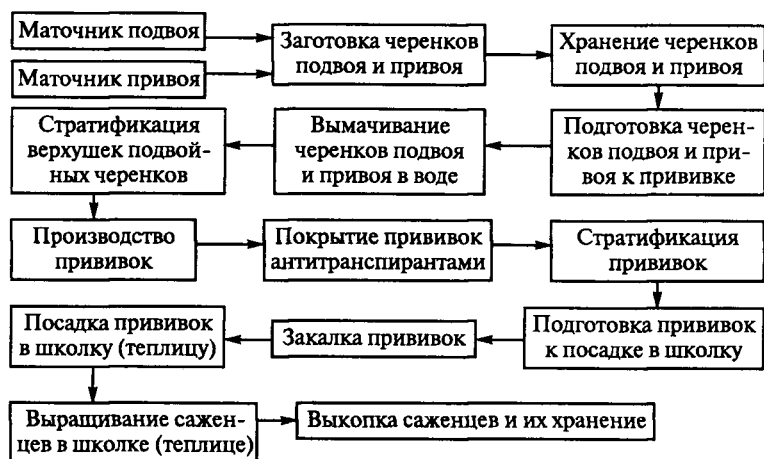 Маточник подвоя
Маточник привоя
Заготовка черенков
подвоя и привоя
Хранение черенков
подвоя и привоя
Стратификация
верхушек подвой-
ных черенков
Вымачивание
черенков подвоя
и привоя в воде
Подготовка черен-
ков подвоя и при-
воя к прививке
Производство
прививок
Покрытие прививок
антитранспирантами
Стратификация
прививок
Посадка прививок
в школку (теплицу)
Закалка прививок
Подготовка прививок
к посадке в школку
Выращивание сажен-
цев в школке (теплице)
Выкопка саженцев и их хранение